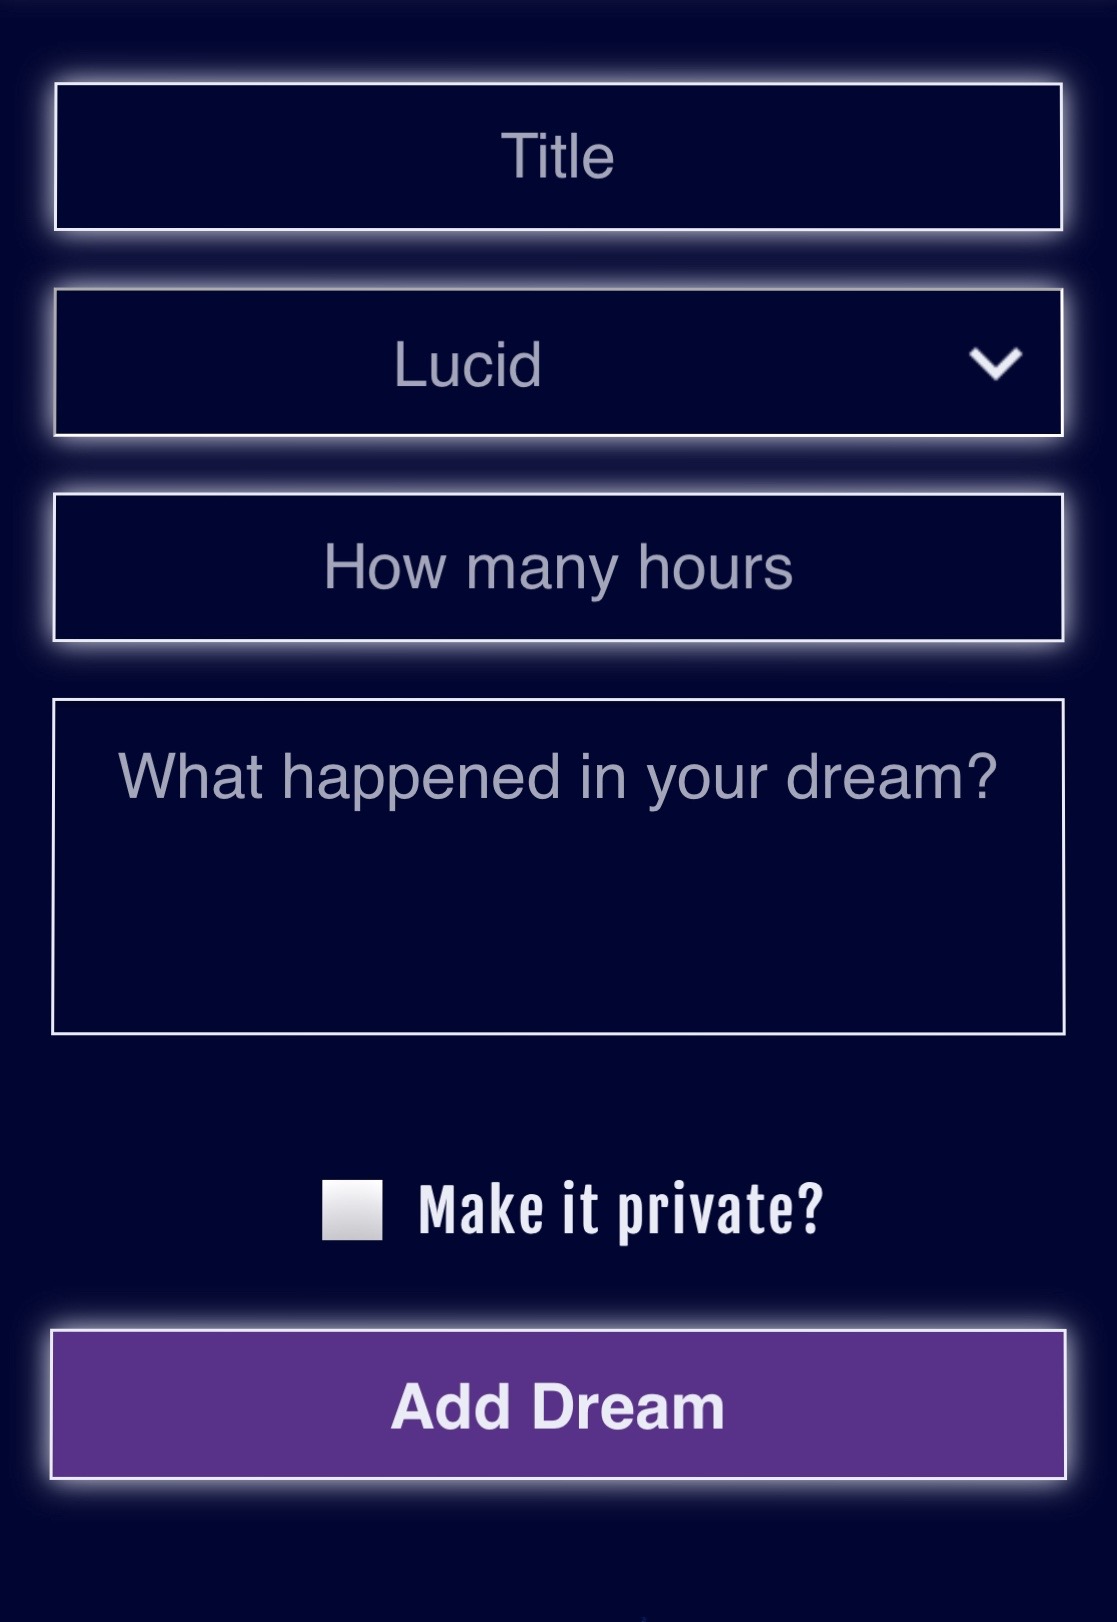 Title
Lucid
How many hours
What happened in your dream?
Make it private?
Add Dream